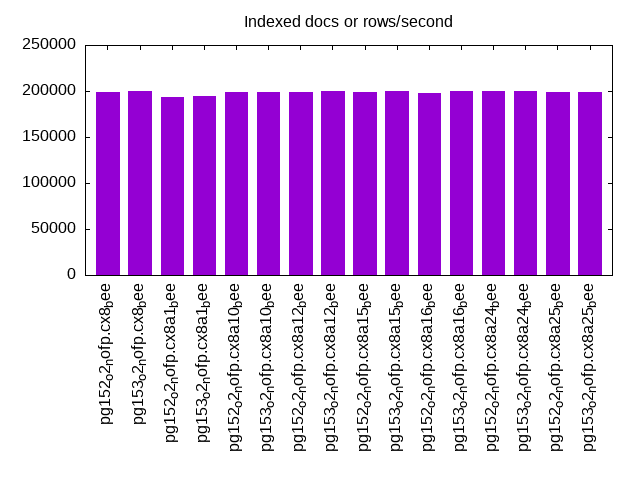 Indexed docs or rows/second
250000
200000
150000
100000
50000
0
pg152o2nofp.cx8bee
pg153o2nofp.cx8bee
pg152o2nofp.cx8a1bee
pg153o2nofp.cx8a1bee
pg152o2nofp.cx8a10bee
pg153o2nofp.cx8a10bee
pg152o2nofp.cx8a12bee
pg153o2nofp.cx8a12bee
pg152o2nofp.cx8a15bee
pg153o2nofp.cx8a15bee
pg152o2nofp.cx8a16bee
pg153o2nofp.cx8a16bee
pg152o2nofp.cx8a24bee
pg153o2nofp.cx8a24bee
pg152o2nofp.cx8a25bee
pg153o2nofp.cx8a25bee